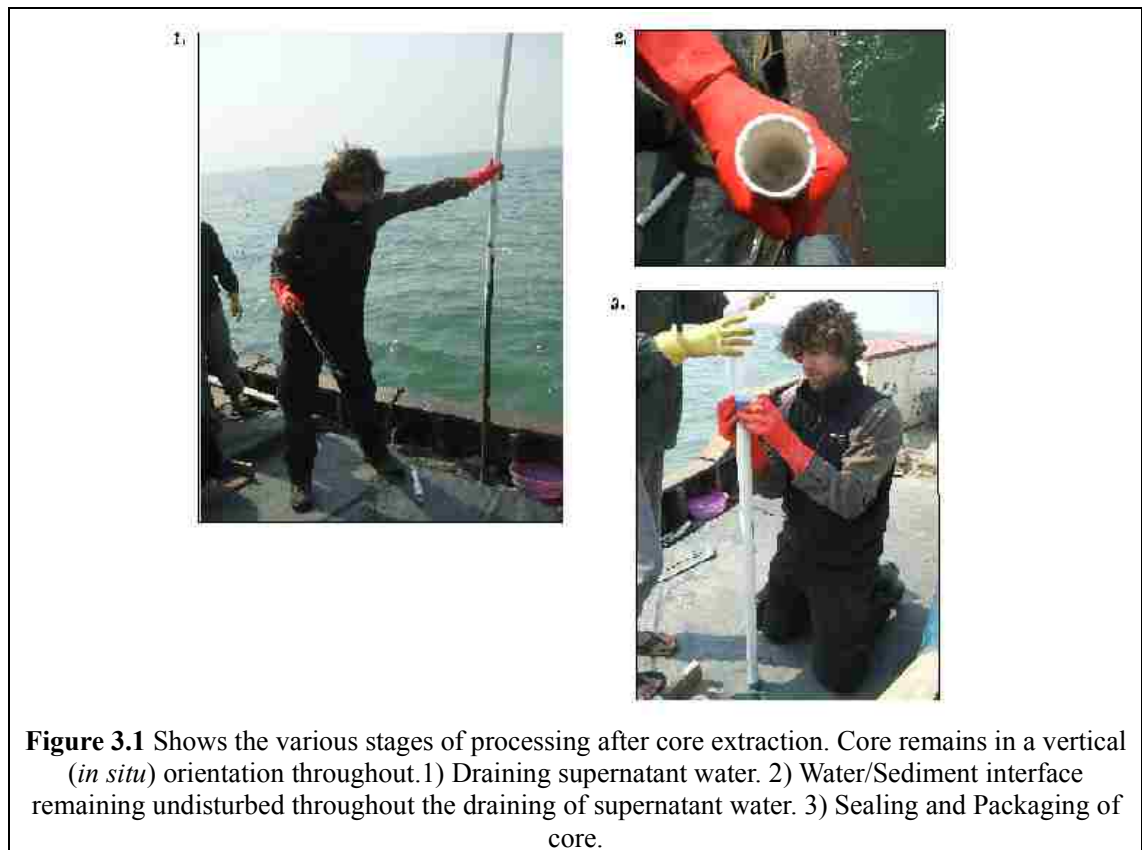 1.
2.
3.
Figure 3.1 Shows the various stages of processing after core extraction. Core remains in a vertical
(in situ) orientation throughout.1) Draining supernatant water. 2) Water/Sediment interface
remaining undisturbed throughout the draining of supernatant water. 3) Sealing and Packaging of
core.